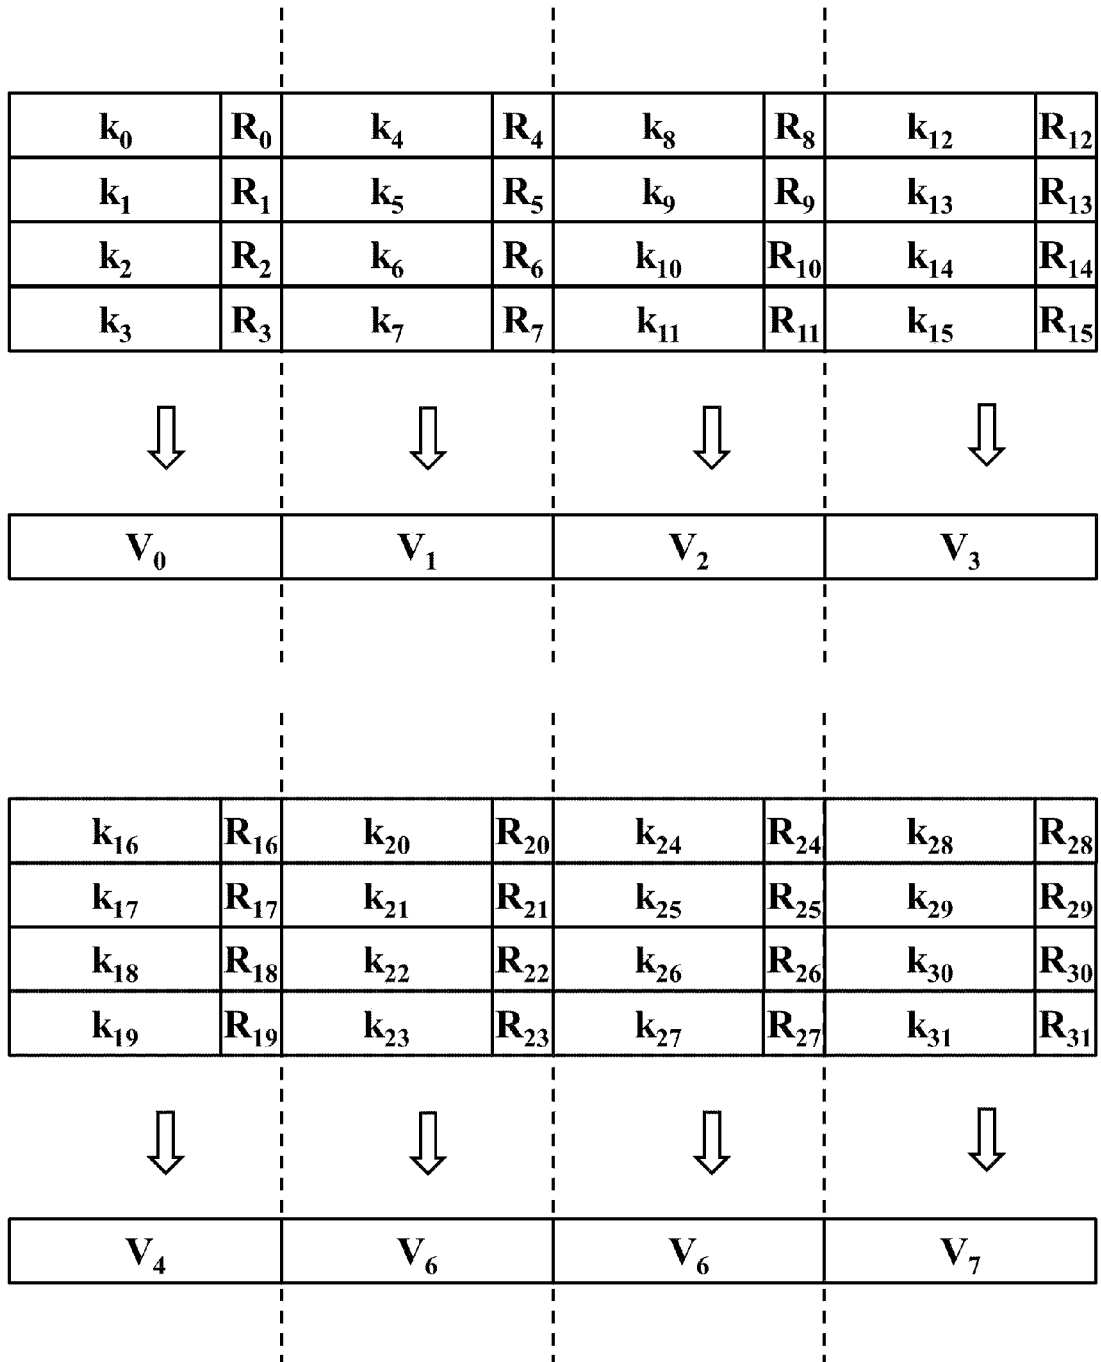 k₀ R₀ k₄ R₄ k₈ R₈ k₁₂ R₁₂
k₁ R₁ k₅ R₅ k₉ R₉ k₁₃ R₁₃
k₂ R₂ k₆ R₆ k₁₀ R₁₀ k₁₄ R₁₄
k₃ R₃ k₇ R₇ k₁₁ R₁₁ k₁₅ R₁₅
V₀ V₁ V₂ V₃
k₁₆ R₁₆ k₂₀ R₂₀ k₂₄ R₂₄ k₂₈ R₂₈
k₁₇ R₁₇ k₂₁ R₂₁ k₂₅ R₂₅ k₂₉ R₂₉
k₁₈ R₁₈ k₂₂ R₂₂ k₂₆ R₂₆ k₃₀ R₃₀
k₁₉ R₁₉ k₂₃ R₂₃ k₂₇ R₂₇ k₃₁ R₃₁
V₄ V₆ V₆ V₇